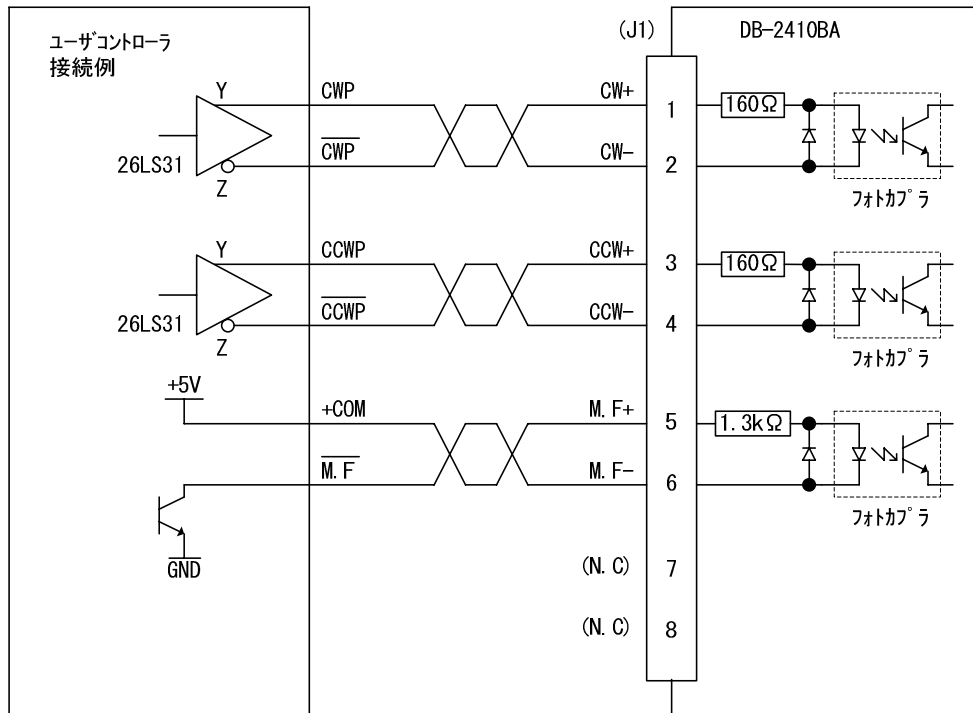 ユーザコントローラ
接続例
(J1)
DB-2410BA
Y
CWP
CW+
1
160Ω
26LS31
Z
C̅W̅P̅
CW-
2
フォトカプラ
Y
CCWP
CCW+
3
160Ω
26LS31
Z
C̅C̅W̅P̅
CCW-
4
フォトカプラ
+5V
+COM
M.F+
5
1.3kΩ
M̅.̅F̅
M.F-
6
フォトカプラ
GND
(N.C)
7
(N.C)
8